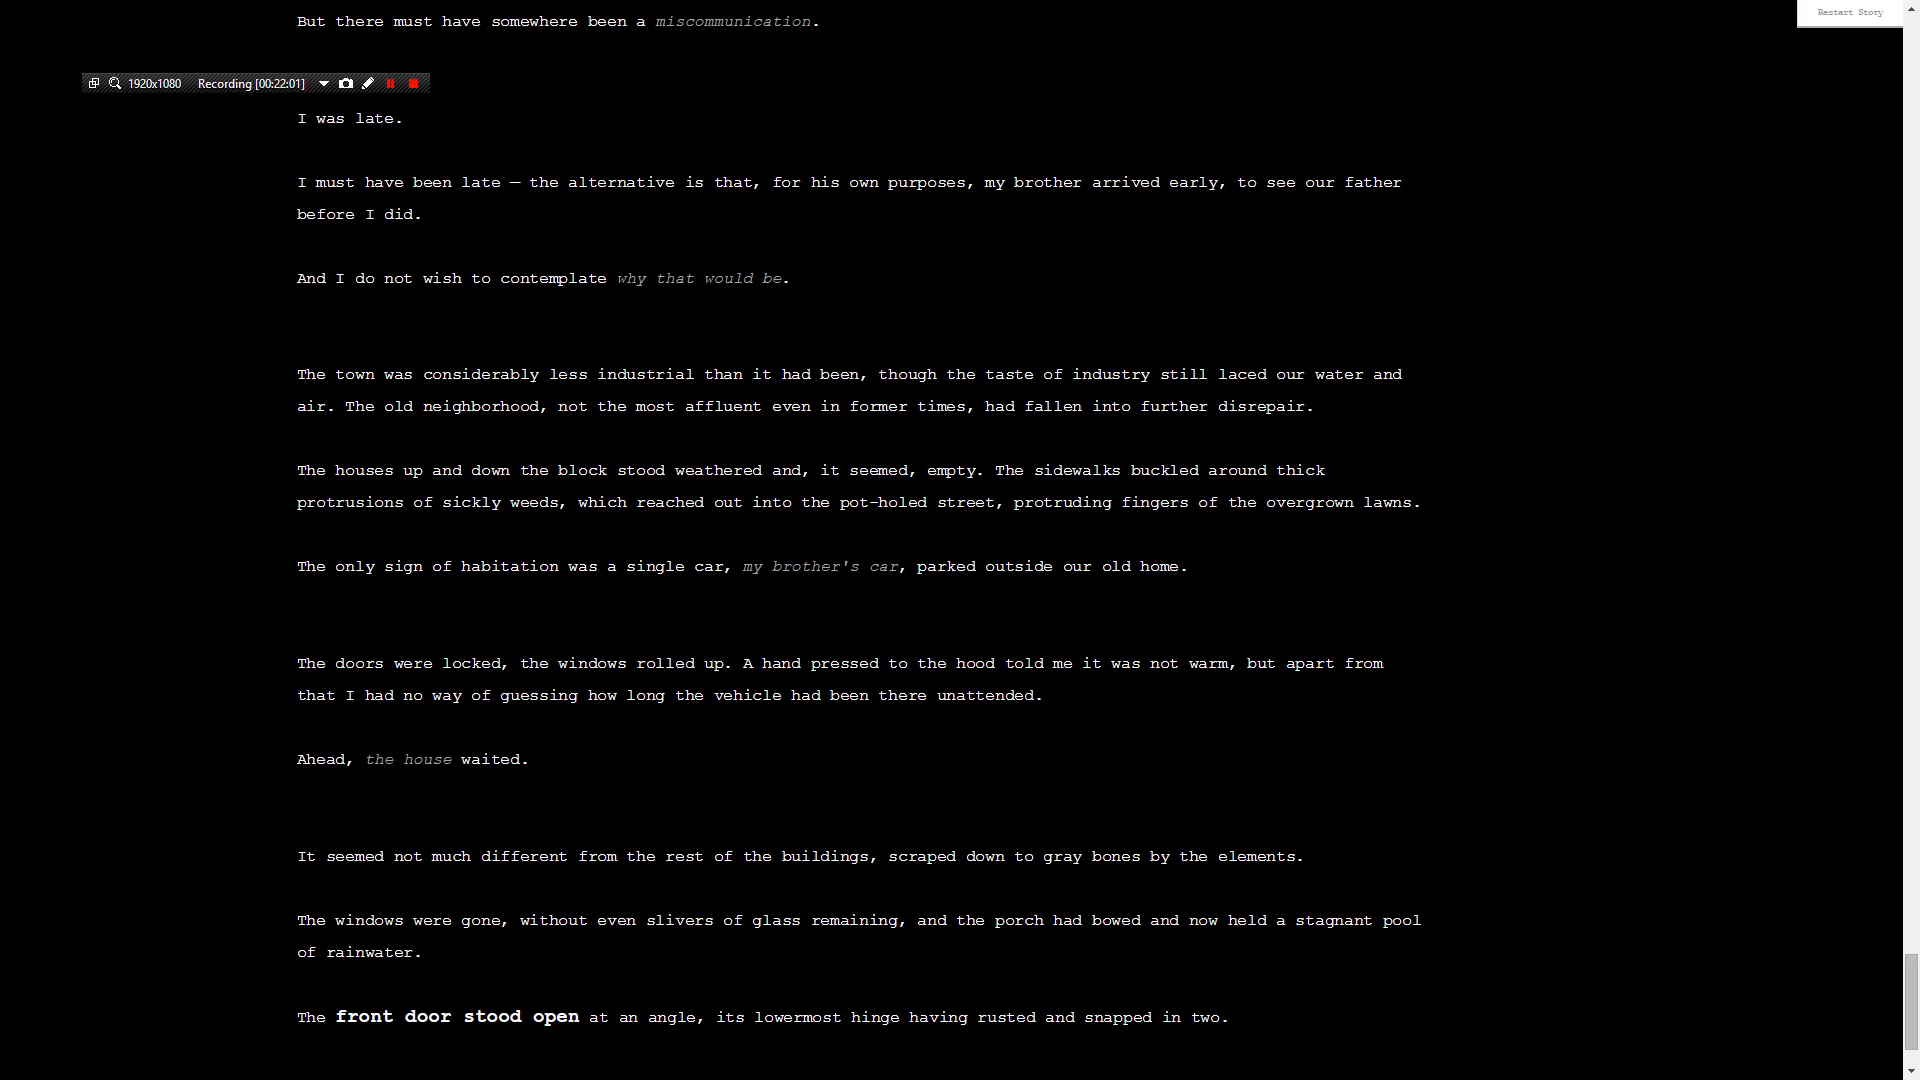 But there must have somewhere been a miscommunication.
Restart Story
1920x1080 Recording [00:22:01]
I was late.
I must have been late — the alternative is that, for his own purposes, my brother arrived early, to see our father
before I did.
And I do not wish to contemplate why that would be.
The town was considerably less industrial than it had been, though the taste of industry still laced our water and
air. The old neighborhood, not the most affluent even in former times, had fallen into further disrepair.
The houses up and down the block stood weathered and, it seemed, empty. The sidewalks buckled around thick
protrusions of sickly weeds, which reached out into the pot-holed street, protruding fingers of the overgrown lawns.
The only sign of habitation was a single car, my brother's car, parked outside our old home.
The doors were locked, the windows rolled up. A hand pressed to the hood told me it was not warm, but apart from
that I had no way of guessing how long the vehicle had been there unattended.
Ahead, the house waited.
It seemed not much different from the rest of the buildings, scraped down to gray bones by the elements.
The windows were gone, without even slivers of glass remaining, and the porch had bowed and now held a stagnant pool
of rainwater.
The front door stood open at an angle, its lowermost hinge having rusted and snapped in two.